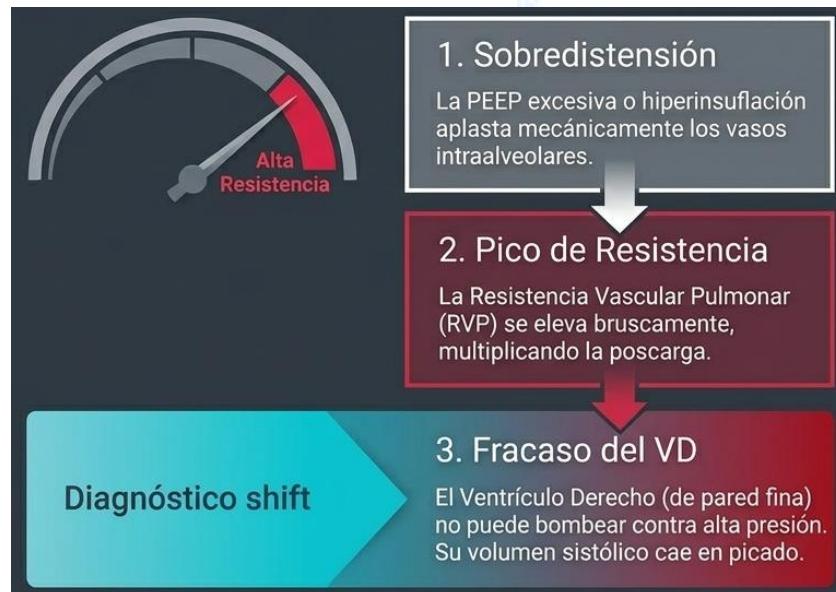 Alta
Resistencia
1. Sobredistensión
La PEEP excesiva o hiperinsuflación
aplasta mecánicamente los vasos
intraalveolares.
2. Pico de Resistencia
La Resistencia Vascular Pulmonar
(RVP) se eleva bruscamente,
multiplicando la poscarga.
Diagnóstico shift
3. Fracaso del VD
El Ventrículo Derecho (de pared fina)
no puede bombear contra alta presión.
Su volumen sistólico cae en picado.